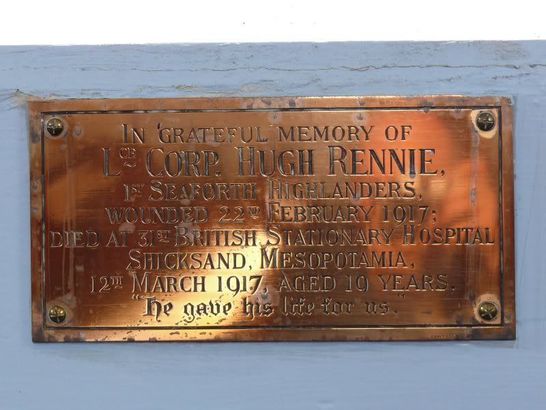 IN GRATEFUL MEMORY OF
LCE CORP. HUGH RENNIE,
1ST SEAFORTH HIGHLANDERS,
WOUNDED 22ND FEBRUARY 1917;
DIED AT 31ST BRITISH STATIONARY HOSPITAL
SHICKSAND, MESOPOTAMIA,
12TH MARCH 1917, AGED 19 YEARS.
"He gave his life for us."